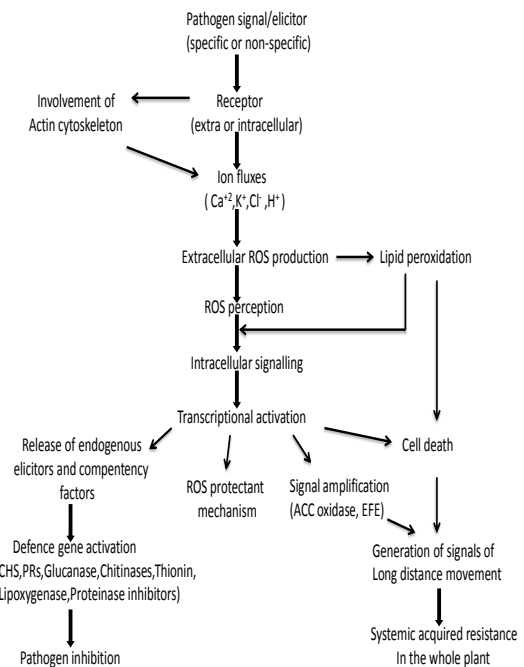 Pathogen signal/elicitor
(specific or non-specific)
Involvement of
Actin cytoskeleton
Receptor
(extra or intracellular)
Ion fluxes
( Ca+2,K+,Cl- ,H+ )
Extracellular ROS production
Lipid peroxidation
ROS perception
Intracellular signalling
Transcriptional activation
Release of endogenous
elicitors and compentency
factors
ROS protectant
mechanism
Signal amplification
(ACC oxidase, EFE)
Cell death
Defence gene activation
CHS,PRs,Glucanase,Chitinases,Thionin,
Lipoxygenase,Proteinase inhibitors)
Generation of signals of
Long distance movement
Pathogen inhibition
Systemic acquired resistance
In the whole plant